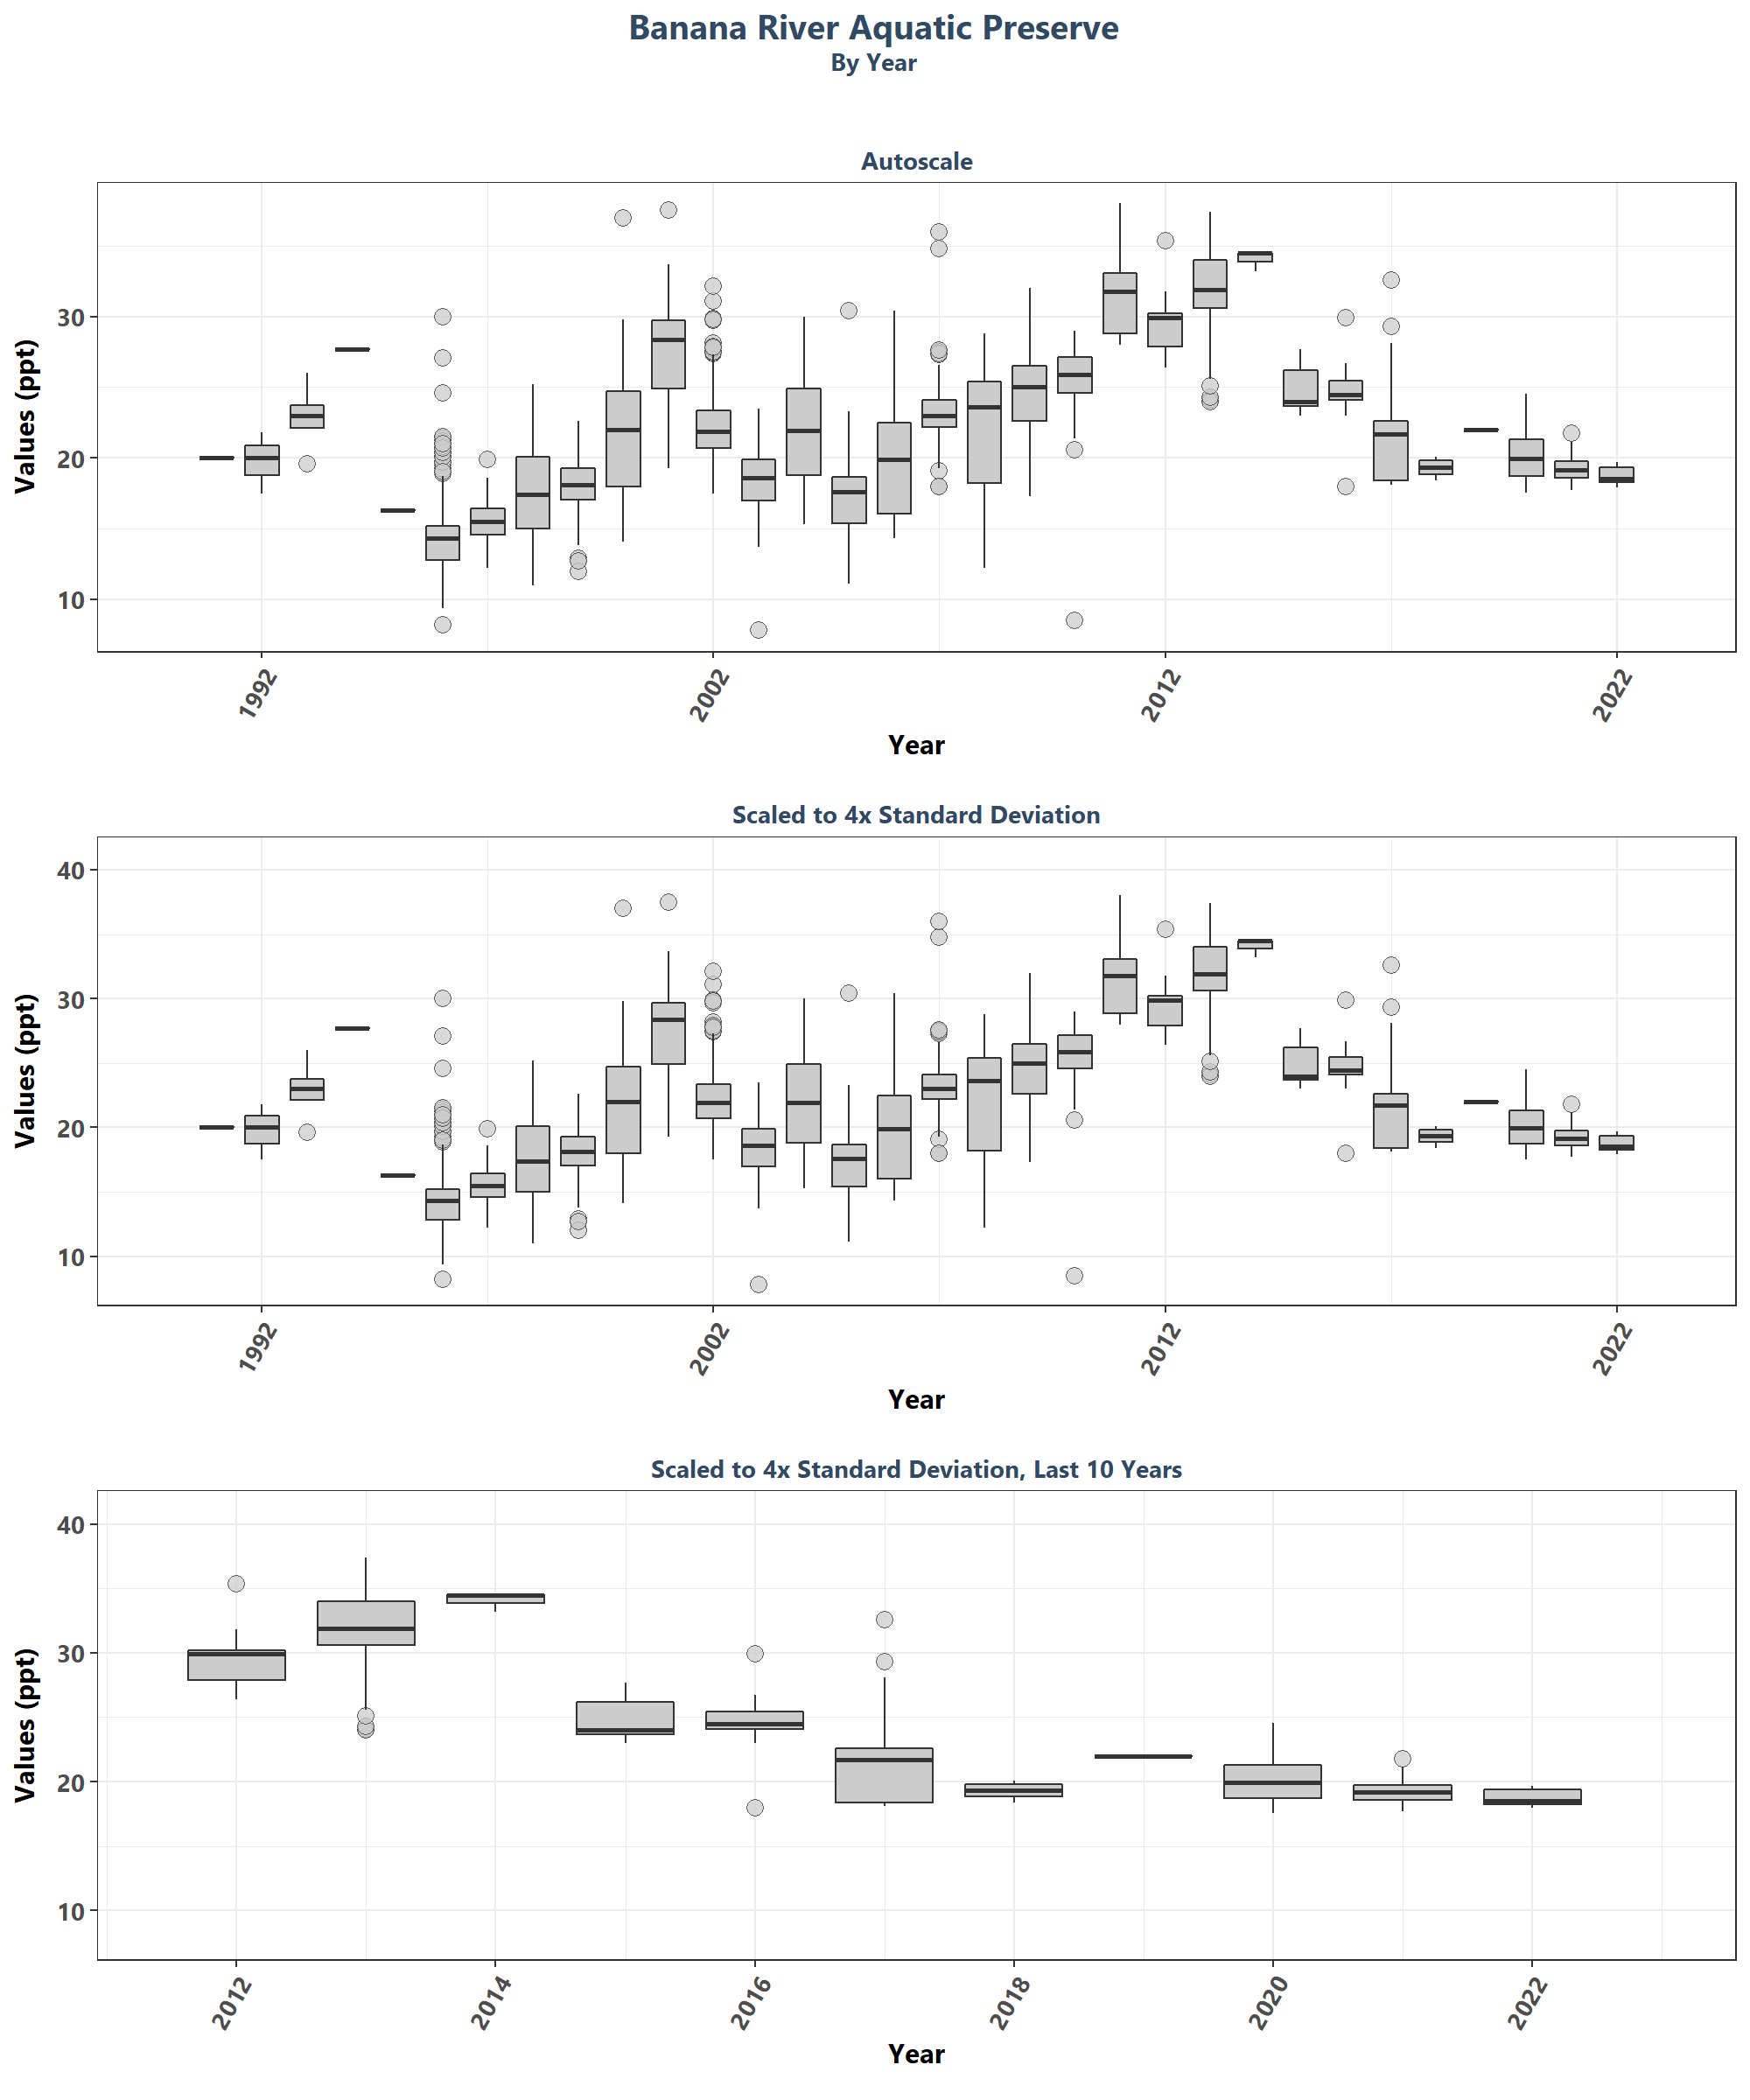 Banana River Aquatic Preserve
By Year
Autoscale
Values (ppt)
30
20
10
1992
2002
2012
2022
Year
Scaled to 4x Standard Deviation
Values (ppt)
40
30
20
10
1992
2002
2012
2022
Year
Scaled to 4x Standard Deviation, Last 10 Years
Values (ppt)
40
30
20
10
2012
2014
2016
2018
2020
2022
Year